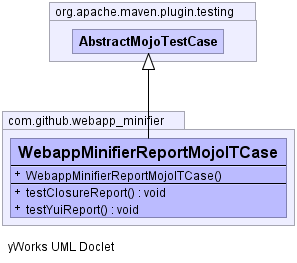 org.apache.maven.plugin.testing
AbstractMojoTestCase
com.github.webapp_minifier
WebappMinifierReportMojoITCase
+ WebappMinifierReportMojoITCase()
+ testClosureReport() : void
+ testYuiReport() : void
yWorks UML Doclet